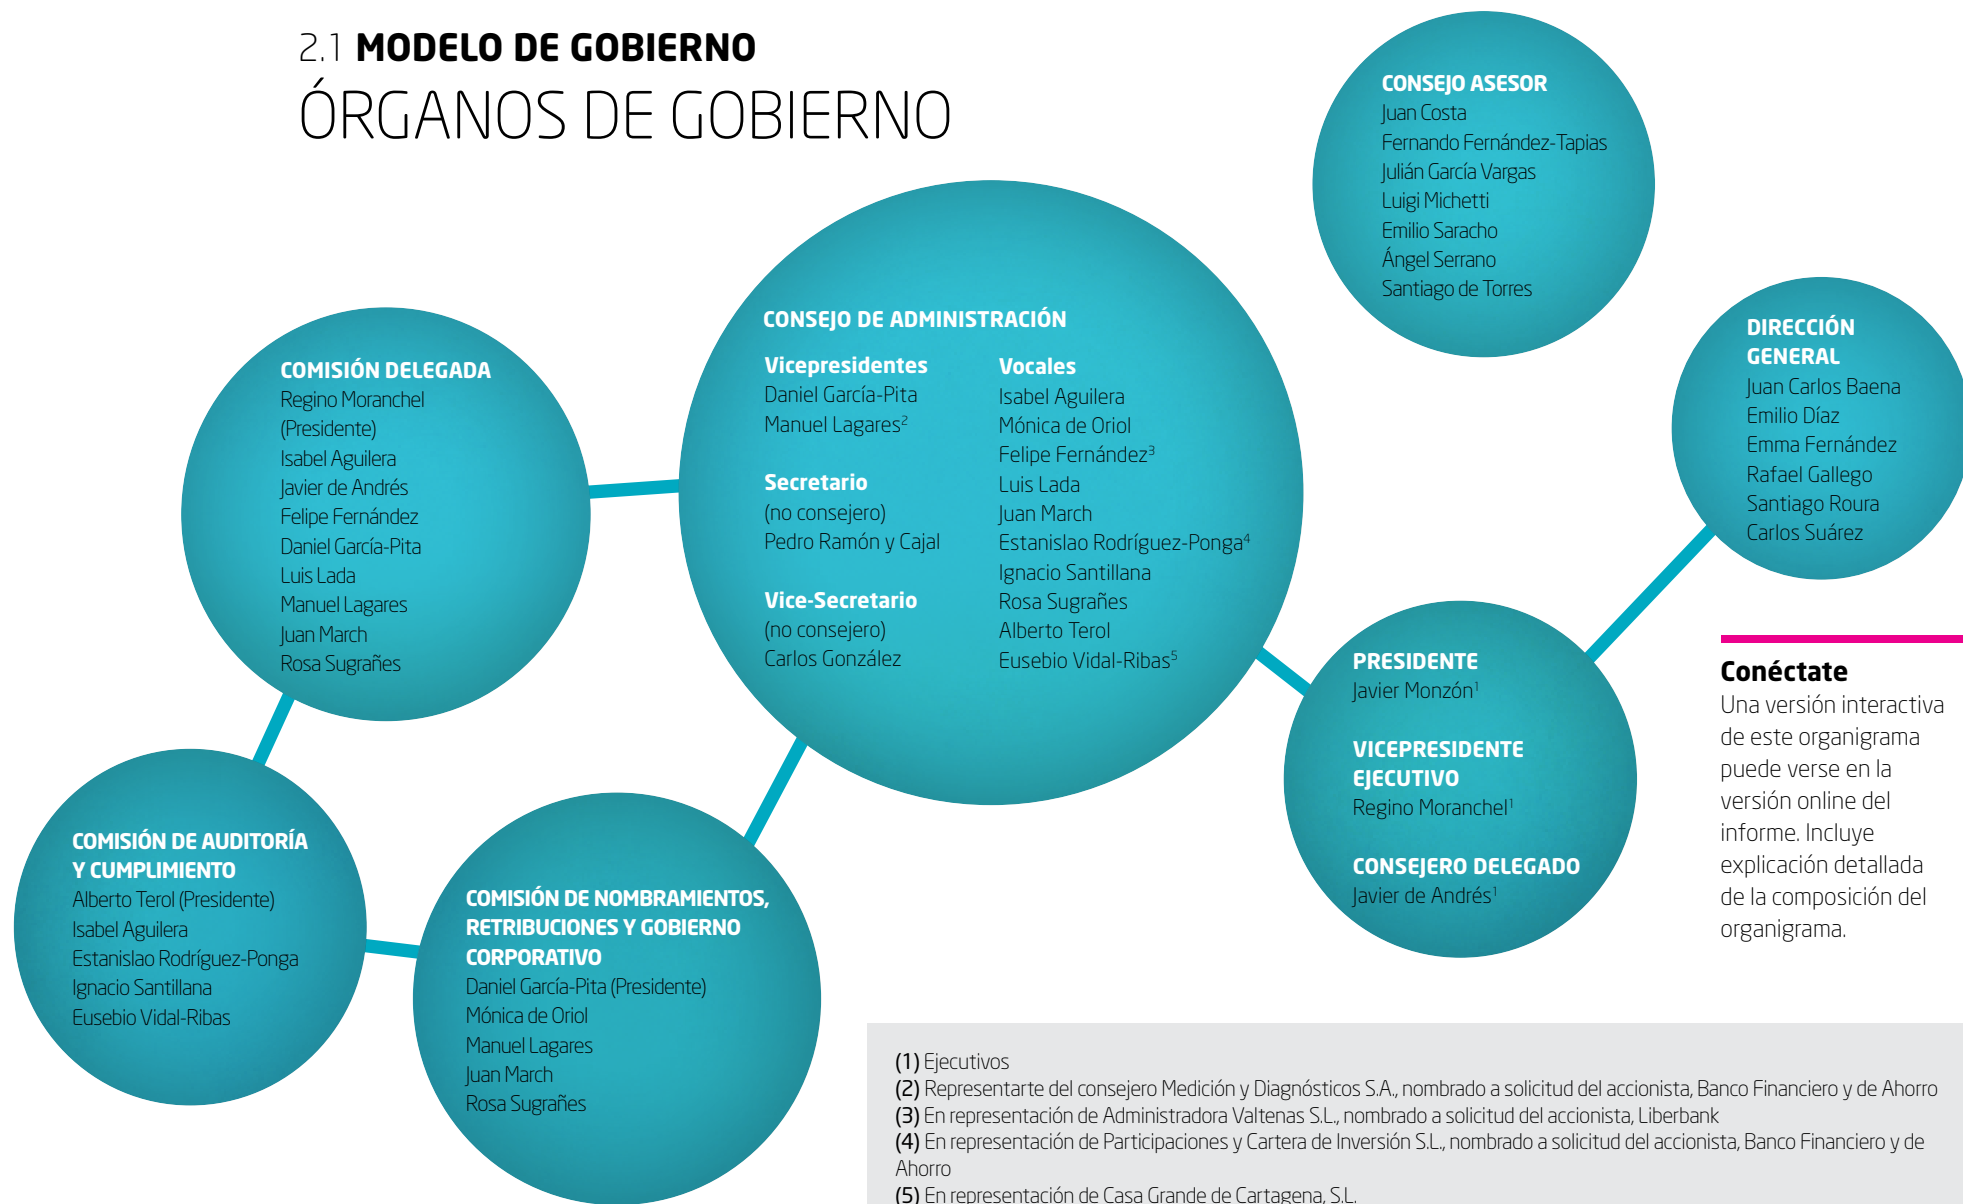 2.1 MODELO DE GOBIERNO
ÓRGANOS DE GOBIERNO
CONSEJO ASESOR
Juan Costa
Fernando Fernández-Tapias
Julián García Vargas
Luigi Michetti
Emilio Saracho
Ángel Serrano
Santiago de Torres
CONSEJO DE ADMINISTRACIÓN
Vicepresidentes
Daniel García-Pita
Manuel Lagares²
Secretario
(no consejero)
Pedro Ramón y Cajal
Vice-Secretario
(no consejero)
Carlos González
Vocales
Isabel Aguilera
Mónica de Oriol
Felipe Fernández³
Luis Lada
Juan March
Estanislao Rodríguez-Ponga⁴
Ignacio Santillana
Rosa Sugrañes
Alberto Terol
Eusebio Vidal-Ribas⁵
DIRECCIÓN
GENERAL
Juan Carlos Baena
Emilio Díaz
Emma Fernández
Rafael Gallego
Santiago Roura
Carlos Suárez
COMISIÓN DELEGADA
Regino Moranchel
(Presidente)
Isabel Aguilera
Javier de Andrés
Felipe Fernández
Daniel García-Pita
Luis Lada
Manuel Lagares
Juan March
Rosa Sugrañes
PRESIDENTE
Javier Monzón¹
VICEPRESIDENTE
EJECUTIVO
Regino Moranchel¹
CONSEJERO DELEGADO
Javier de Andrés¹
Conéctate
Una versión interactiva
de este organigrama
puede verse en la
versión online del
informe. Incluye
explicación detallada
de la composición del
organigrama.
COMISIÓN DE AUDITORÍA
Y CUMPLIMIENTO
Alberto Terol (Presidente)
Isabel Aguilera
Estanislao Rodríguez-Ponga
Ignacio Santillana
Eusebio Vidal-Ribas
COMISIÓN DE NOMBRAMIENTOS,
RETRIBUCIONES Y GOBIERNO
CORPORATIVO
Daniel García-Pita (Presidente)
Mónica de Oriol
Manuel Lagares
Juan March
Rosa Sugrañes
(1) Ejecutivos
(2) Representarte del consejero Medición y Diagnósticos S.A., nombrado a solicitud del accionista, Banco Financiero y de Ahorro
(3) En representación de Administradora Valtenas S.L., nombrado a solicitud del accionista, Liberbank
(4) En representación de Participaciones y Cartera de Inversión S.L., nombrado a solicitud del accionista, Banco Financiero y de
Ahorro
(5) En representación de Casa Grande de Cartagena, S.L.